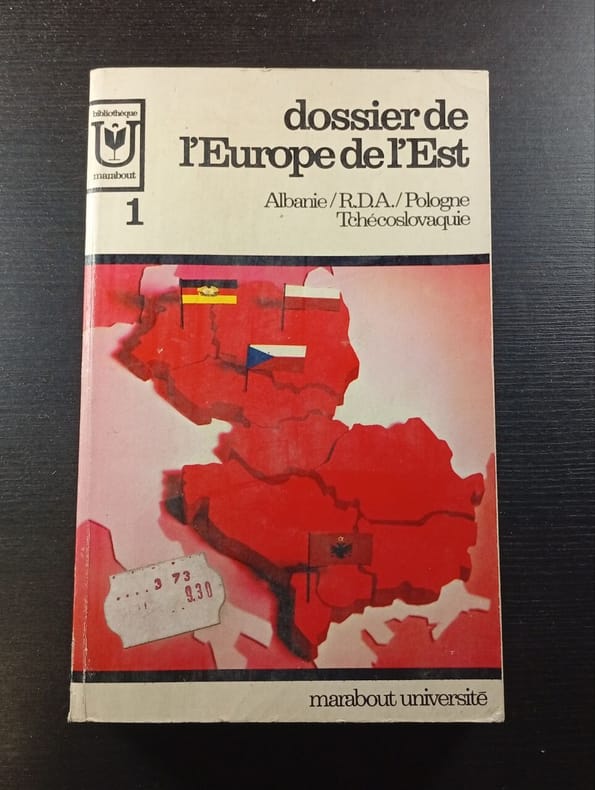 bibliothèque
marabout
1
dossier de
l'Europe de l'Est
Albanie/R.D.A./Pologne
Tchécoslovaquie
....3 73
9.30
marabout université